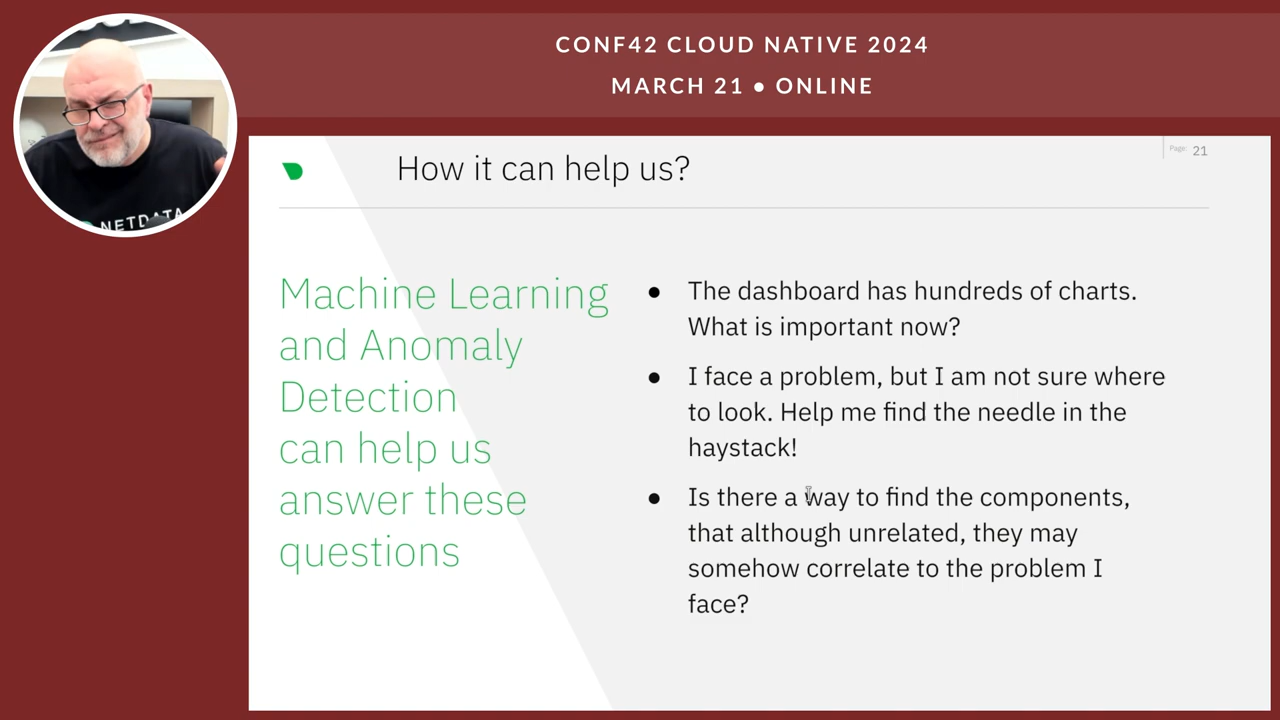 CONF42 CLOUD NATIVE 2024
MARCH 21 ● ONLINE
NETDATA
How it can help us?
Page: 21
Machine Learning
and Anomaly
Detection
can help us
answer these
questions
● The dashboard has hundreds of charts.
What is important now?
● I face a problem, but I am not sure where
to look. Help me find the needle in the
haystack!
● Is there a way to find the components,
that although unrelated, they may
somehow correlate to the problem I
face?